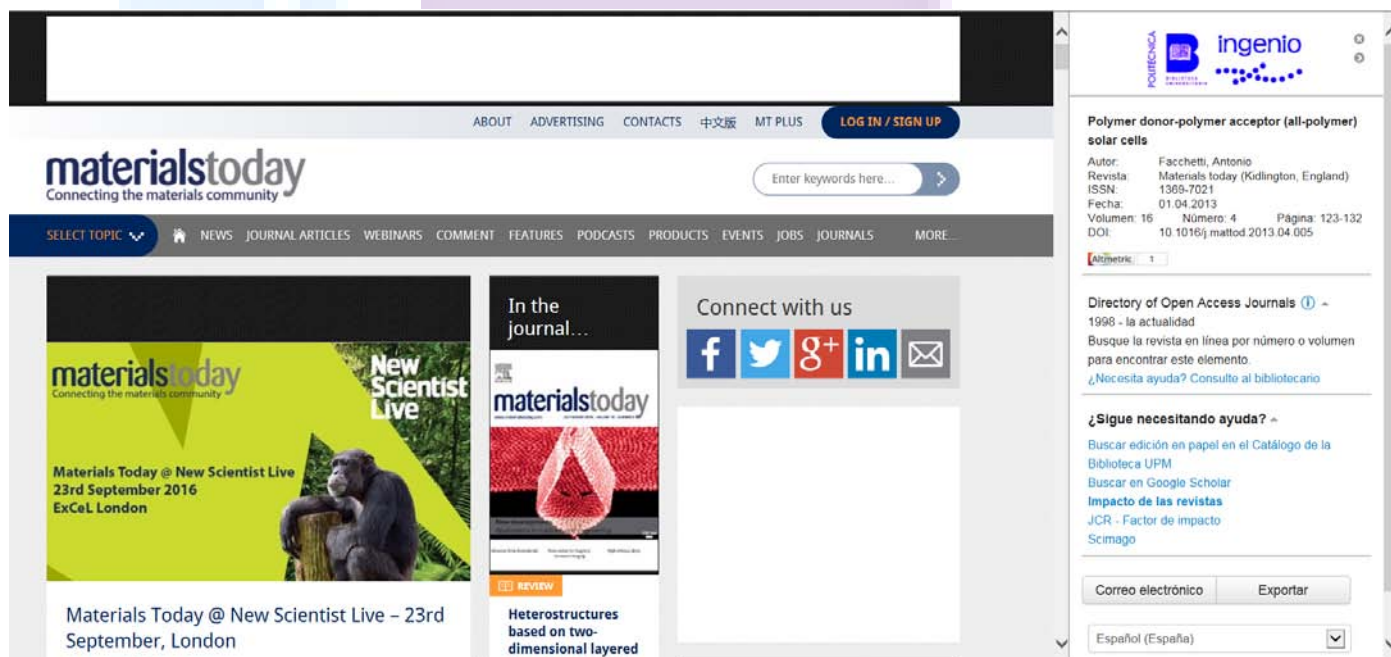 ABOUT ADVERTISING CONTACTS 中文版 MT PLUS LOG IN / SIGN UP
materialstoday
Connecting the materials community
Enter keywords here...
SELECT TOPIC NEWS JOURNAL ARTICLES WEBINARS COMMENT FEATURES PODCASTS PRODUCTS EVENTS JOBS JOURNALS MORE...
materialstoday
Connecting the materials community
New
Scientist
Live
Materials Today @ New Scientist Live
23rd September 2016
ExCeL London
Materials Today @ New Scientist Live – 23rd
September, London
In the
journal...
materialstoday
REVIEW
Heterostructures
based on two-
dimensional layered
Connect with us
POLITÉCNICA
ingenio
Polymer donor-polymer acceptor (all-polymer)
solar cells
Autor: Facchetti, Antonio
Revista: Materials today (Kidlington, England)
ISSN: 1369-7021
Fecha: 01.04.2013
Volumen: 16 Número: 4 Página: 123-132
DOI: 10.1016/j.mattod.2013.04.005
Altmetric 1
Directory of Open Access Journals
1998 - la actualidad
Busque la revista en línea por número o volumen
para encontrar este elemento.
¿Necesita ayuda? Consulte al bibliotecario
¿Sigue necesitando ayuda?
Buscar edición en papel en el Catálogo de la
Biblioteca UPM
Buscar en Google Scholar
Impacto de las revistas
JCR - Factor de impacto
Scimago
Correo electrónico Exportar
Español (España)